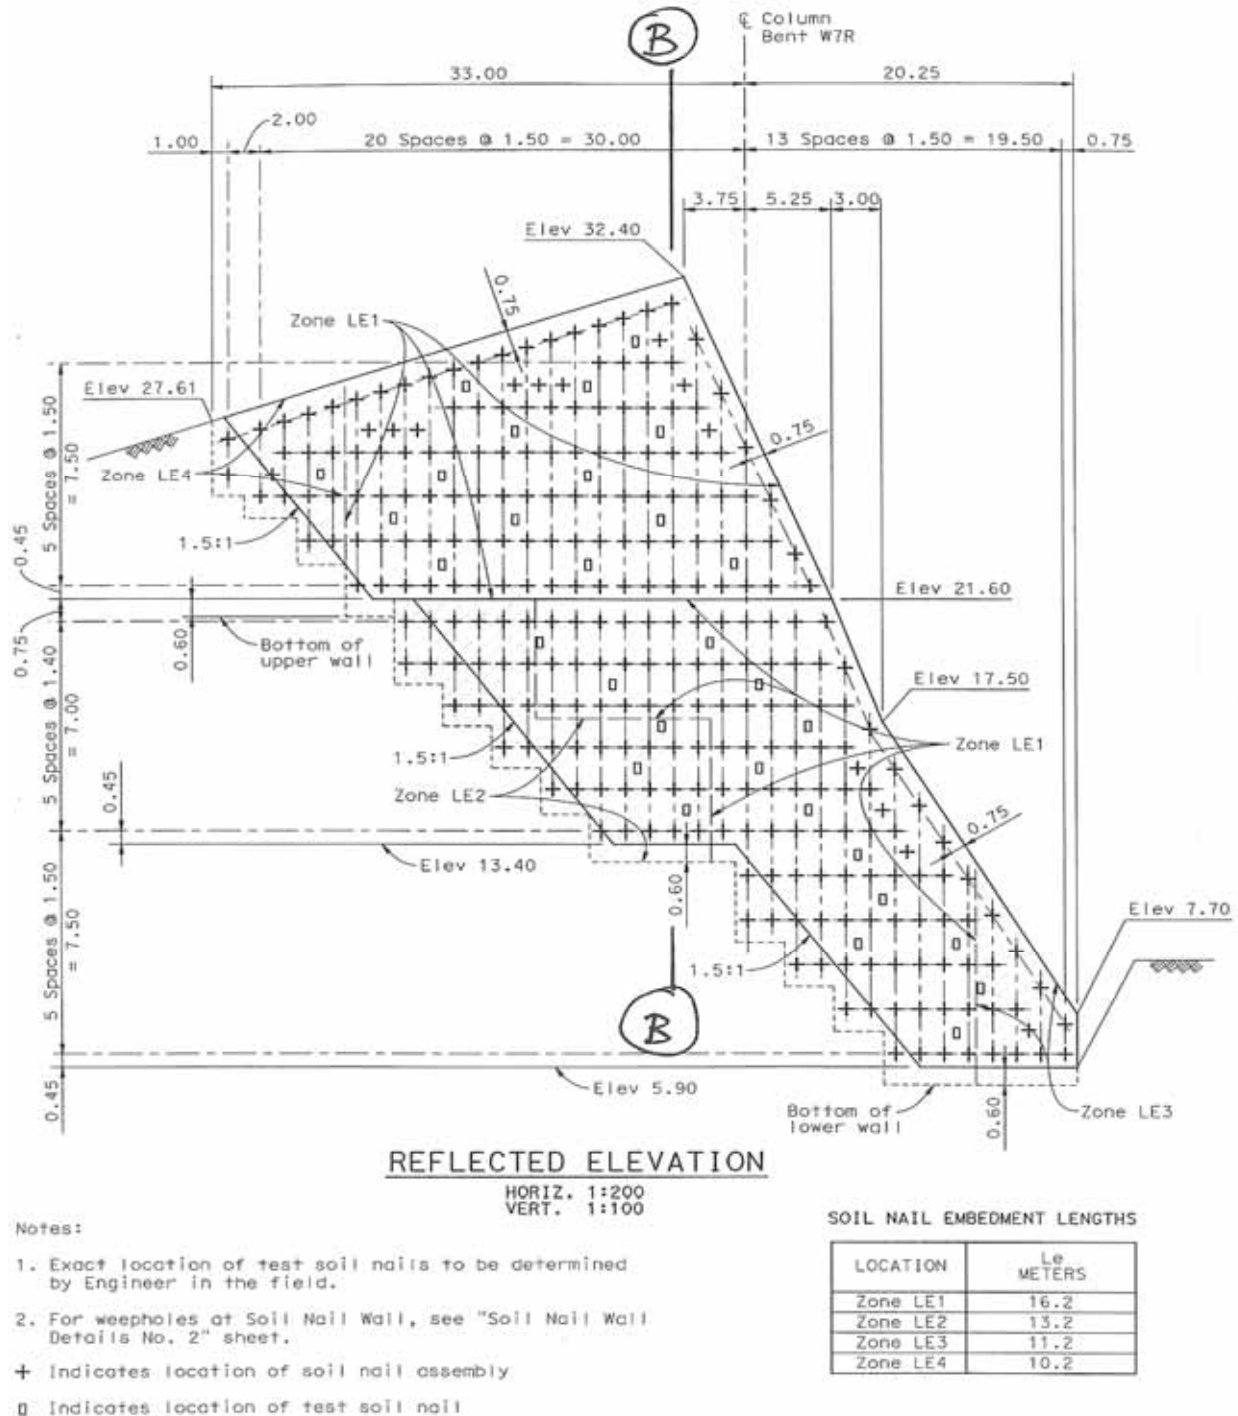 B
℄ Column
Bent W7R
33.00
20.25
2.00
1.00
20 Spaces @ 1.50 = 30.00
13 Spaces @ 1.50 = 19.50
0.75
3.75
5.25
3.00
Elev 32.40
0.75
Zone LE1
Elev 27.61
5 Spaces @ 1.50
= 7.50
0.75
Zone LE4
1.5:1
0.45
Elev 21.60
Bottom of
upper wall
0.60
0.75
5 Spaces @ 1.40
= 7.00
Elev 17.50
1.5:1
Zone LE1
0.45
Zone LE2
0.75
Elev 13.40
0.60
Elev 7.70
5 Spaces @ 1.50
= 7.50
1.5:1
B
0.45
Elev 5.90
Bottom of
lower wall
0.60
Zone LE3
REFLECTED ELEVATION
HORIZ. 1:200
VERT. 1:100
Notes:
1. Exact location of test soil nails to be determined
by Engineer in the field.
2. For weepholes at Soil Nail Wall, see "Soil Nail Wall
Details No. 2" sheet.
+ Indicates location of soil nail assembly
▯ Indicates location of test soil nail
SOIL NAIL EMBEDMENT LENGTHS
LOCATION Le METERS
Zone LE1 16.2
Zone LE2 13.2
Zone LE3 11.2
Zone LE4 10.2